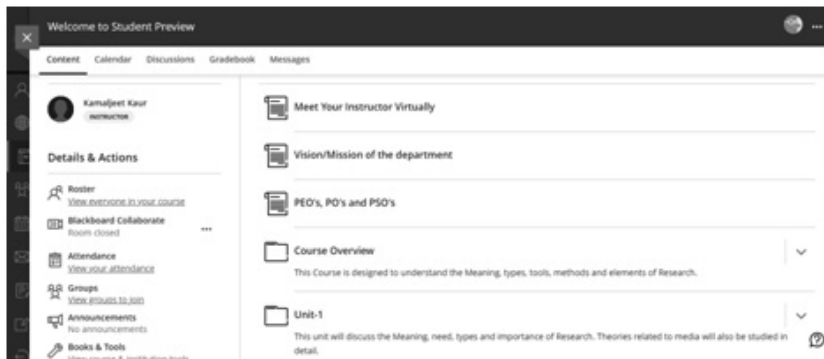 Welcome to Student Preview
Content Calendar Discussions Gradebook Messages
Kamaljeet Kaur
INSTRUCTOR
Details & Actions
Roster
View everyone in your course
Blackboard Collaborate
Room closed
Attendance
View your attendance
Groups
View groups to join
Announcements
No announcements
Books & Tools
View course & institution tools
Meet Your Instructor Virtually
Vision/Mission of the department
PEO's, PO's and PSO's
Course Overview
This Course is designed to understand the Meaning, types, tools, methods and elements of Research.
Unit-1
This unit will discuss the Meaning, need, types and importance of Research. Theories related to media will also be studied in
detail.